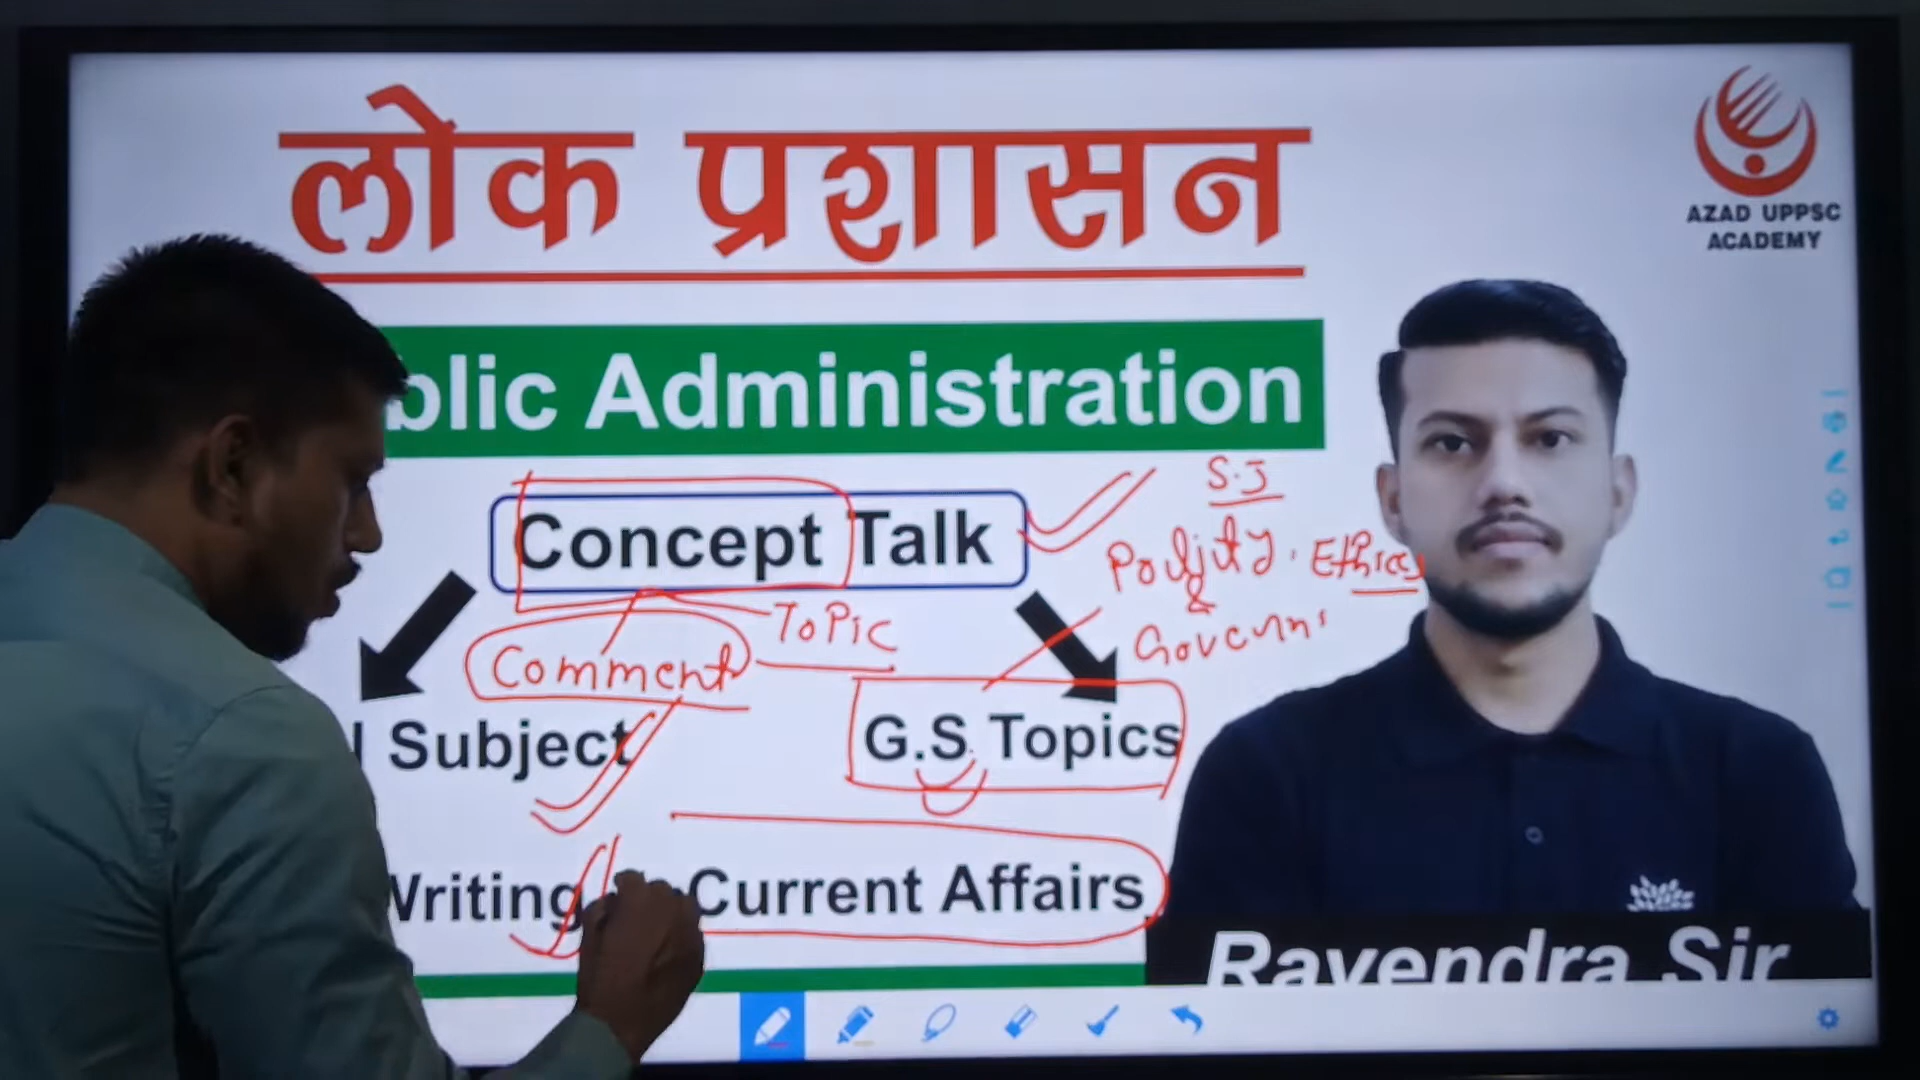 लोक प्रशासन
AZAD UPPSC
ACADEMY
blic Administration
Concept Talk
S.J
Ethics
&
Topic
Comment
l Subject
G.S. Topics
Writing
Current Affairs
Ravendra Sir